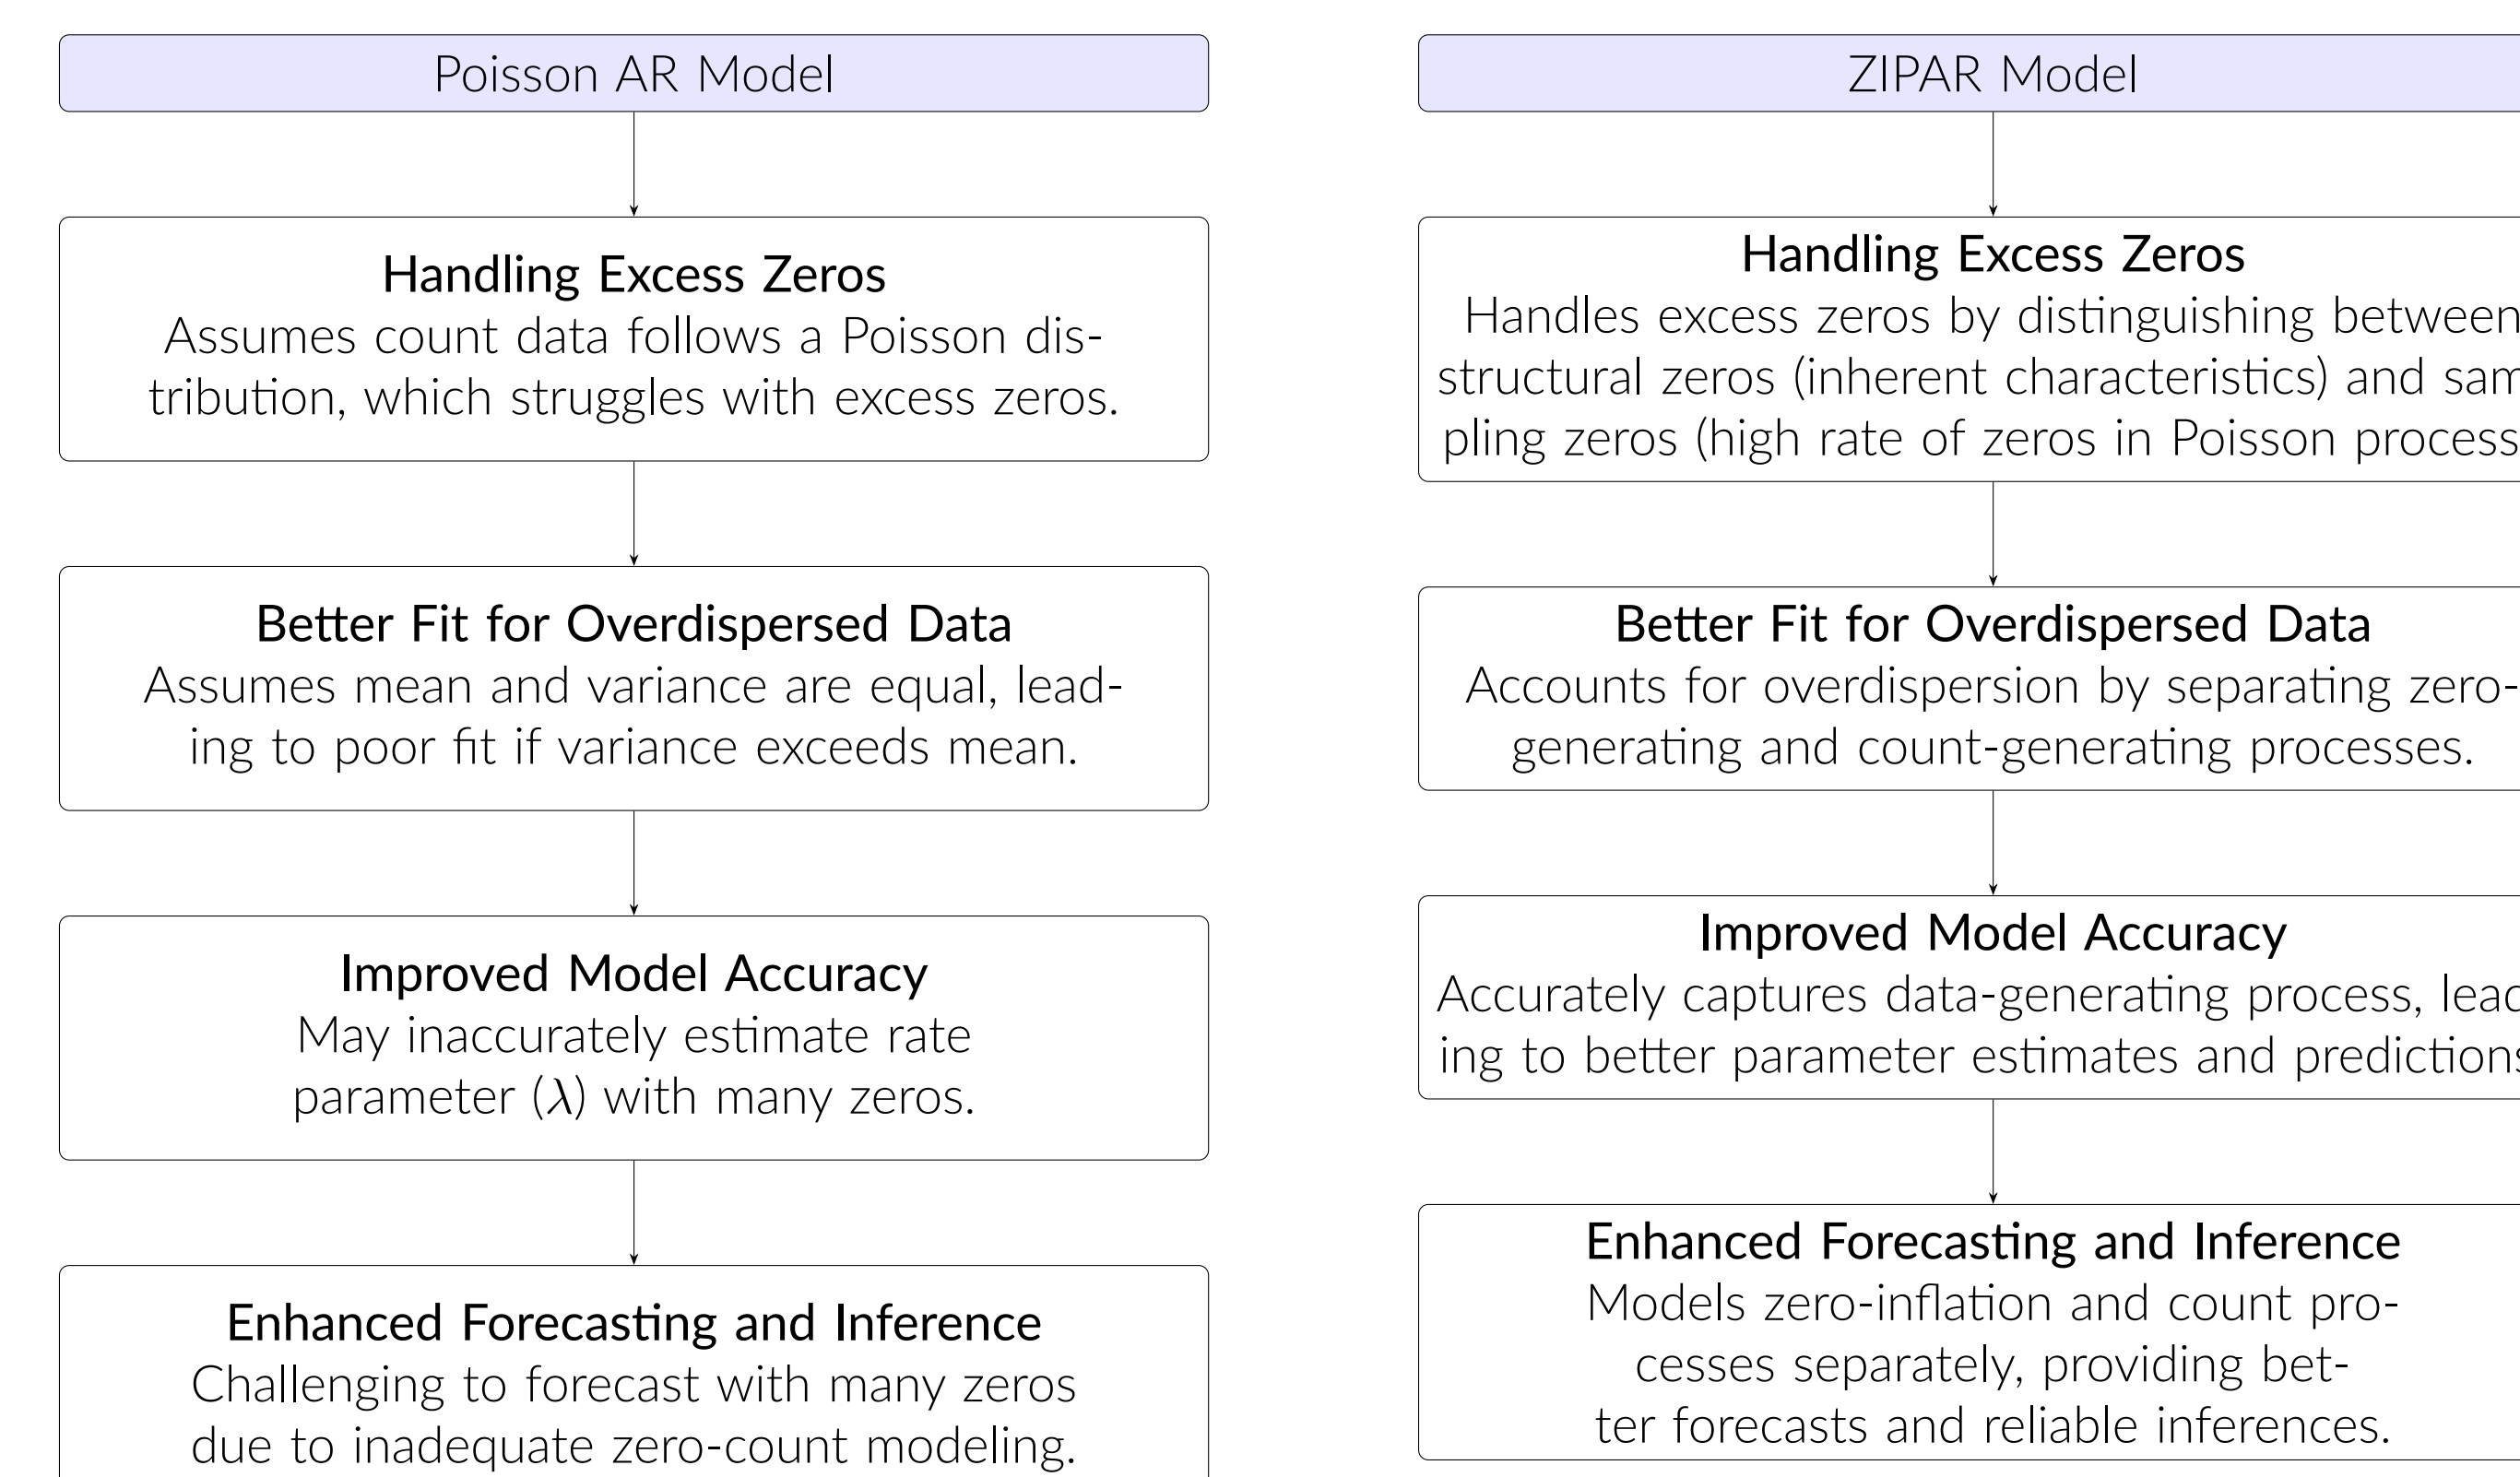 Poisson AR Model
Handling Excess Zeros
Assumes count data follows a Poisson dis-
tribution, which struggles with excess zeros.
Better Fit for Overdispersed Data
Assumes mean and variance are equal, lead-
ing to poor fit if variance exceeds mean.
Improved Model Accuracy
May inaccurately estimate rate
parameter (λ) with many zeros.
Enhanced Forecasting and Inference
Challenging to forecast with many zeros
due to inadequate zero-count modeling.
ZIPAR Model
Handling Excess Zeros
Handles excess zeros by distinguishing between
structural zeros (inherent characteristics) and sam
pling zeros (high rate of zeros in Poisson process
Better Fit for Overdispersed Data
Accounts for overdispersion by separating zero-
generating and count-generating processes.
Improved Model Accuracy
Accurately captures data-generating process, lead
ing to better parameter estimates and predictions
Enhanced Forecasting and Inference
Models zero-inflation and count pro-
cesses separately, providing bet-
ter forecasts and reliable inferences.